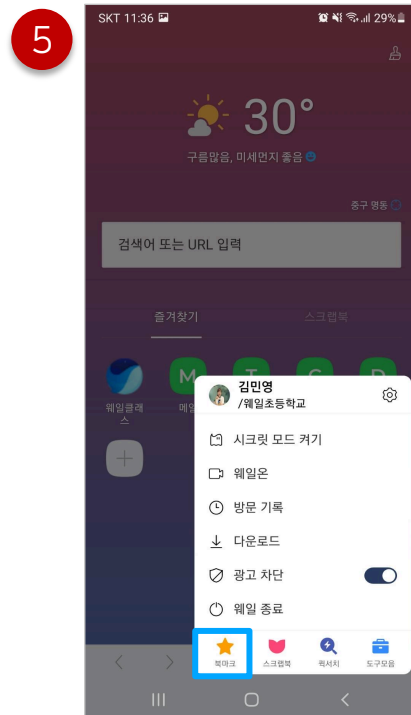 5
SKT 11:36
29%
30°
구름많음, 미세먼지 좋음
중구 명동
검색어 또는 URL 입력
즐겨찾기
스크랩북
M
T
C
D
웨일클래
스
메일
김민영
/웨일초등학교
시크릿 모드 켜기
웨일온
방문 기록
다운로드
광고 차단
웨일 종료
북마크
스크랩북
퀵서치
도구모음